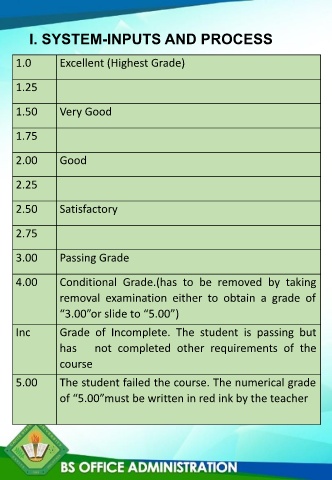 I. SYSTEM-INPUTS AND PROCESS
1.0 Excellent (Highest Grade)
1.25
1.50 Very Good
1.75
2.00 Good
2.25
2.50 Satisfactory
2.75
3.00 Passing Grade
4.00 Conditional Grade.(has to be removed by taking
removal examination either to obtain a grade of
“3.00”or slide to “5.00”)
Inc Grade of Incomplete. The student is passing but
has not completed other requirements of the
course
5.00 The student failed the course. The numerical grade
of “5.00”must be written in red ink by the teacher
BS OFFICE ADMINISTRATION